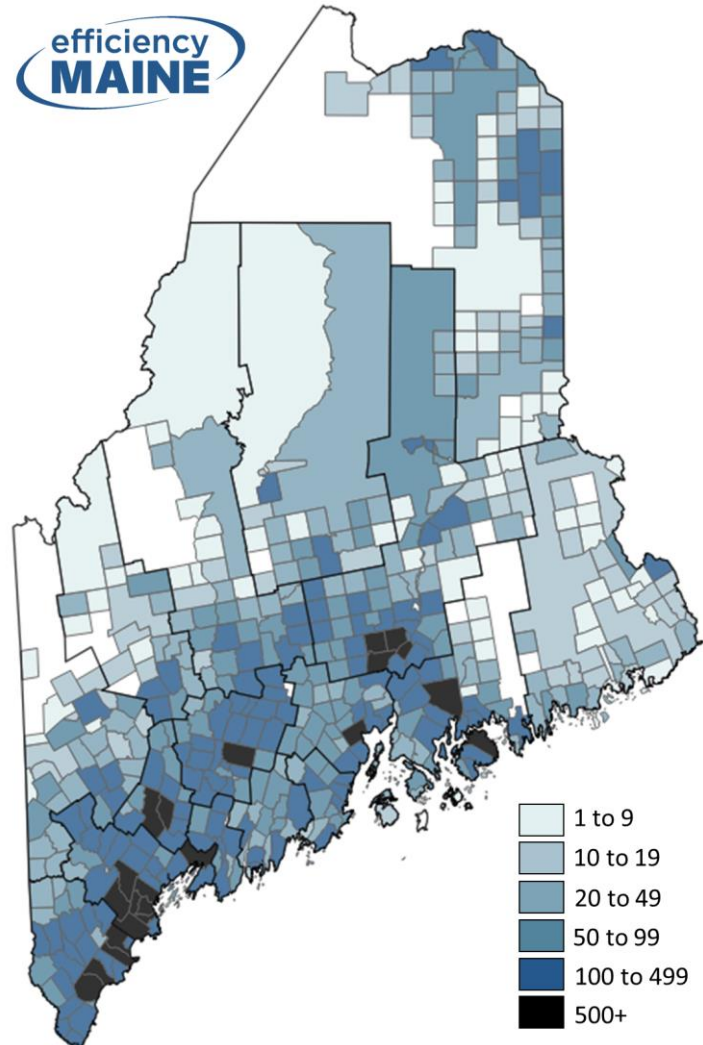 efficiency
MAINE
1 to 9
10 to 19
20 to 49
50 to 99
100 to 499
500+